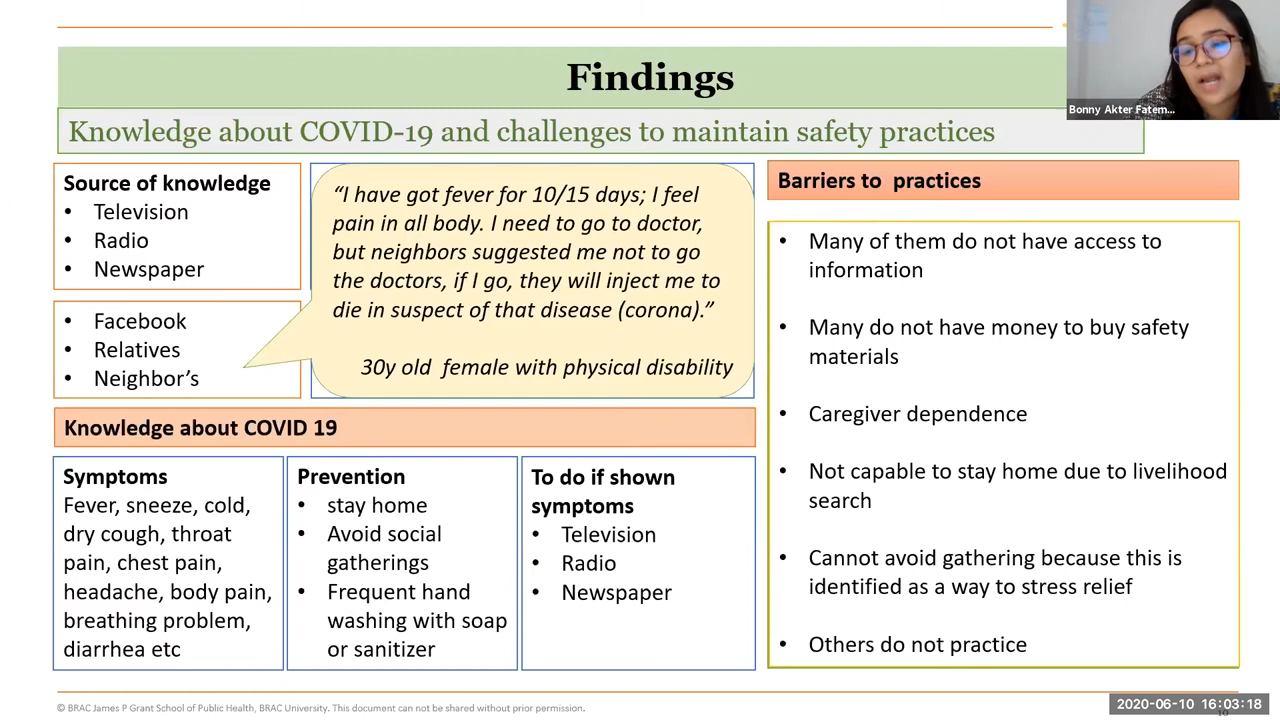 Findings
Bonny Akter Fatem...
Knowledge about COVID-19 and challenges to maintain safety practices
Source of knowledge
• Television
• Radio
• Newspaper
• Facebook
• Relatives
• Neighbor’s
“I have got fever for 10/15 days; I feel
pain in all body. I need to go to doctor,
but neighbors suggested me not to go
the doctors, if I go, they will inject me to
die in suspect of that disease (corona).”
30y old female with physical disability
Knowledge about COVID 19
Symptoms
Fever, sneeze, cold,
dry cough, throat
pain, chest pain,
headache, body pain,
breathing problem,
diarrhea etc
Prevention
• stay home
• Avoid social
gatherings
• Frequent hand
washing with soap
or sanitizer
To do if shown
symptoms
• Television
• Radio
• Newspaper
Barriers to practices
• Many of them do not have access to
information
• Many do not have money to buy safety
materials
• Caregiver dependence
• Not capable to stay home due to livelihood
search
• Cannot avoid gathering because this is
identified as a way to stress relief
• Others do not practice
© BRAC James P Grant School of Public Health, BRAC University. This document can not be shared without prior permission.
2020-06-10 16:03:18